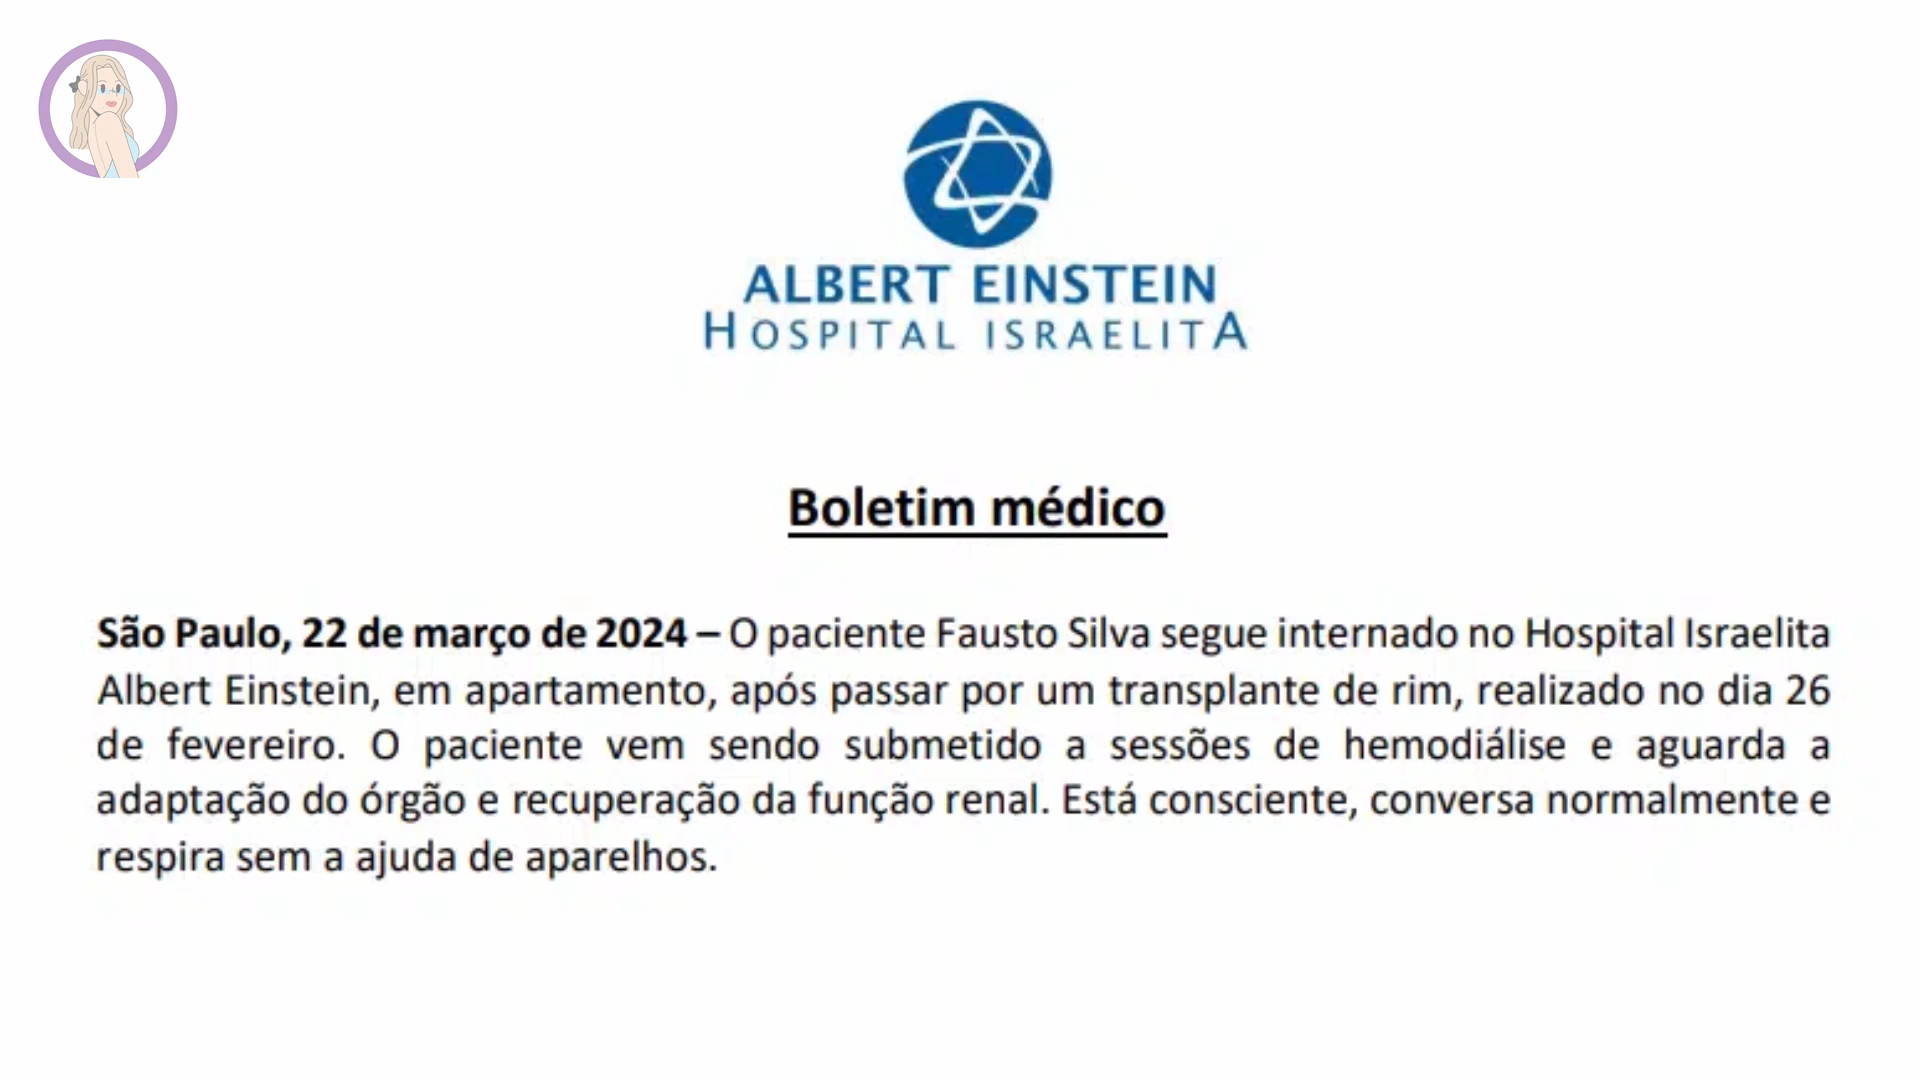 ALBERT EINSTEIN
HOSPITAL ISRAELITA
Boletim médico
São Paulo, 22 de março de 2024 – O paciente Fausto Silva segue internado no Hospital Israelita
Albert Einstein, em apartamento, após passar por um transplante de rim, realizado no dia 26
de fevereiro. O paciente vem sendo submetido a sessões de hemodiálise e aguarda a
adaptação do órgão e recuperação da função renal. Está consciente, conversa normalmente e
respira sem a ajuda de aparelhos.